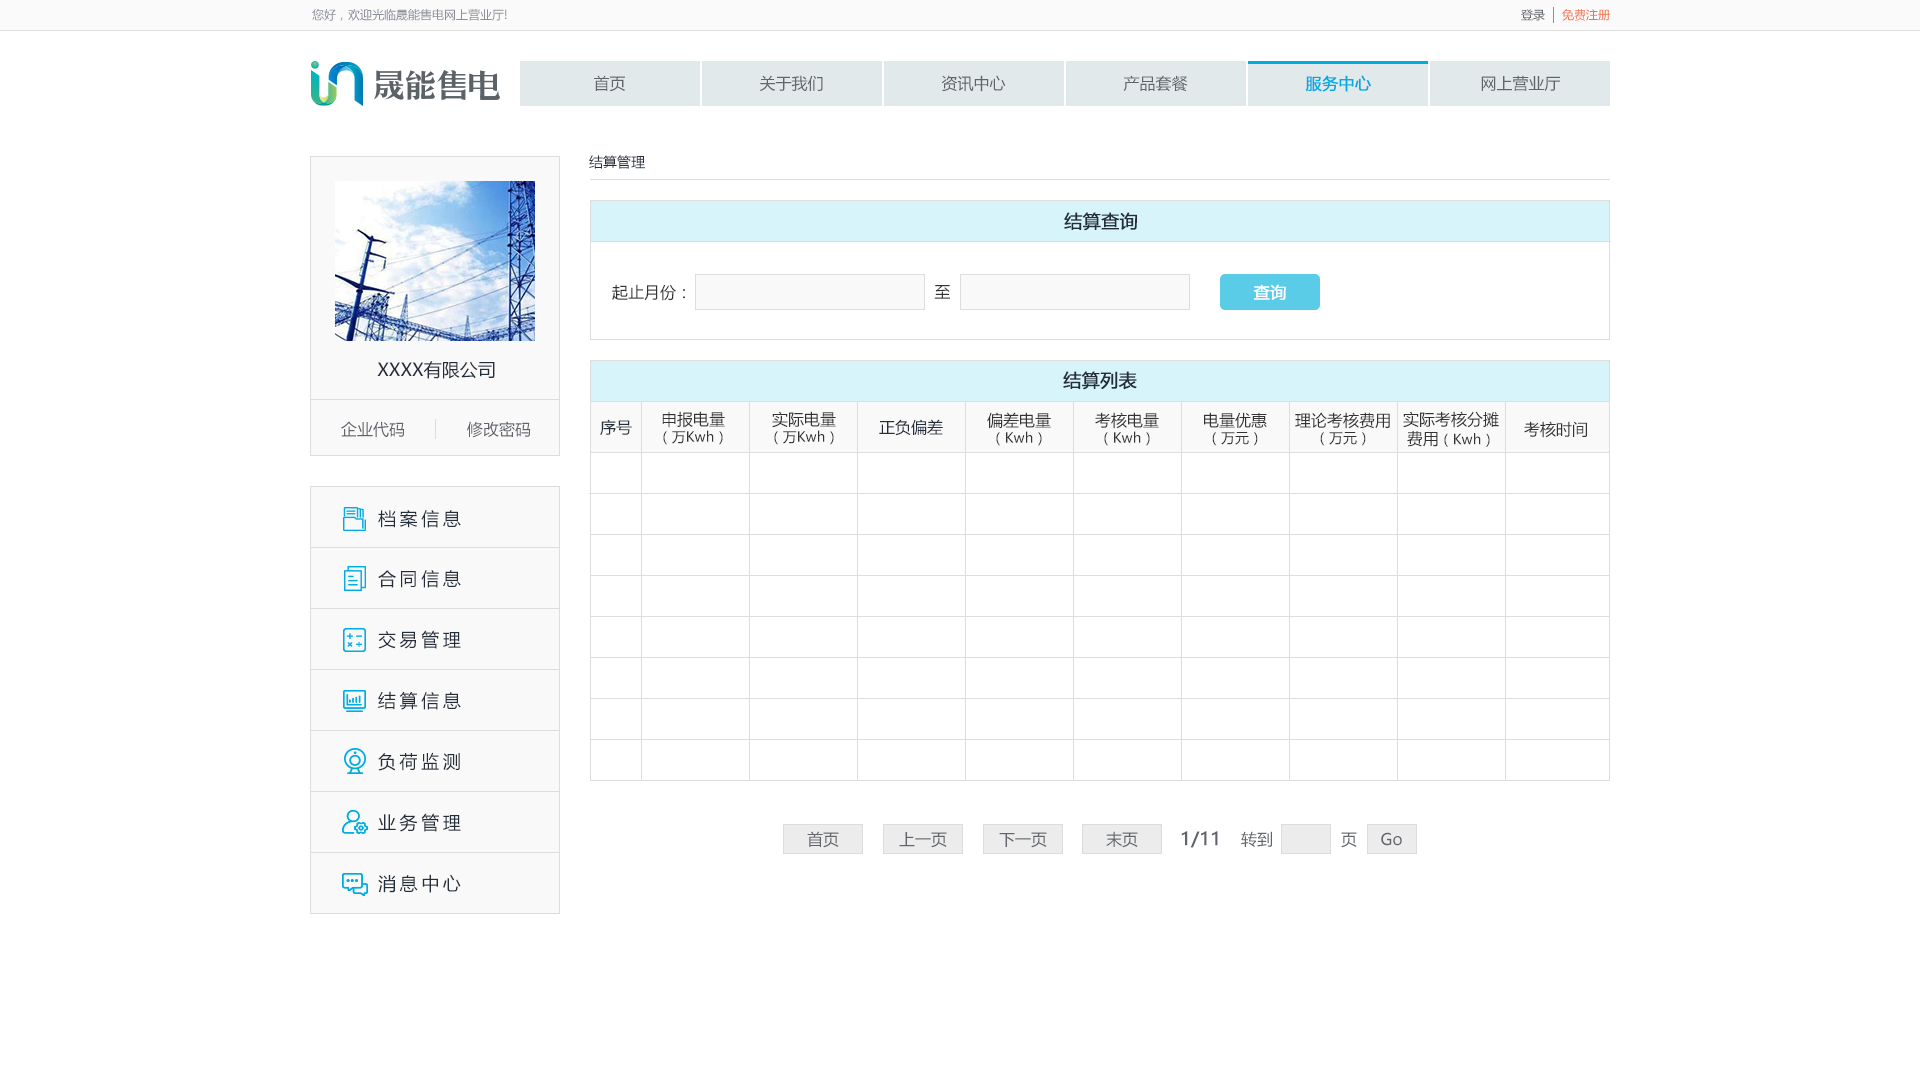 您好，欢迎光临晟能售电网上营业厅!
登录
免费注册
晟能售电
首页
关于我们
资讯中心
产品套餐
服务中心
网上营业厅
XXXX有限公司
企业代码
修改密码
档案信息
合同信息
交易管理
结算信息
负荷监测
业务管理
消息中心
结算管理
结算查询
起止月份：
至
查询
结算列表
序号
申报电量
（万Kwh）
实际电量
（万Kwh）
正负偏差
偏差电量
（Kwh）
考核电量
（Kwh）
电量优惠
（万元）
理论考核费用
（万元）
实际考核分摊
费用（Kwh）
考核时间
首页
上一页
下一页
末页
1/11
转到
页
Go